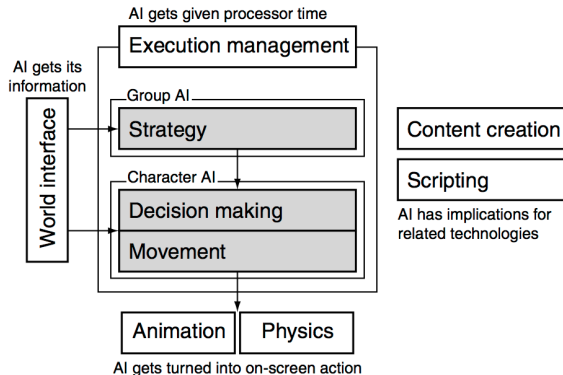 AI gets given processor time
Execution management
AI gets its
information
Group AI
Strategy
World interface
Character AI
Decision making
Movement
Content creation
Scripting
AI has implications for
related technologies
Animation
Physics
AI gets turned into on-screen action